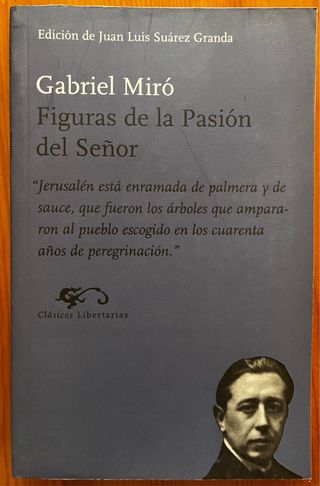 Edición de Juan Luis Suárez Granda
Gabriel Miró
Figuras de la Pasión
del Señor
“Jerusalén está enramada de palmera y de
sauce, que fueron los árboles que ampara-
ron al pueblo escogido en los cuarenta
años de peregrinación.”
Clásicos Libertarias